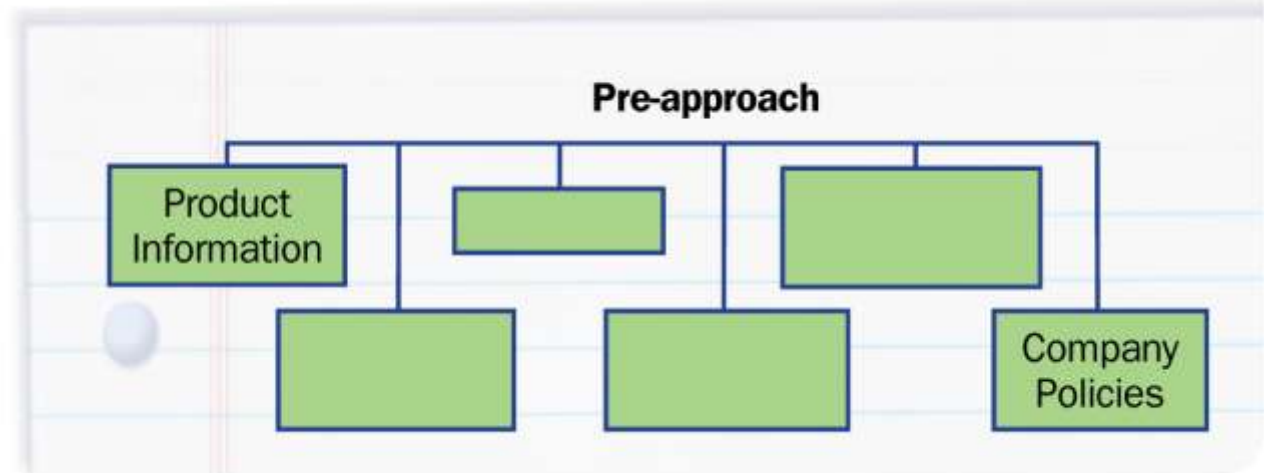 Pre-approach
Product
Information
Company
Policies